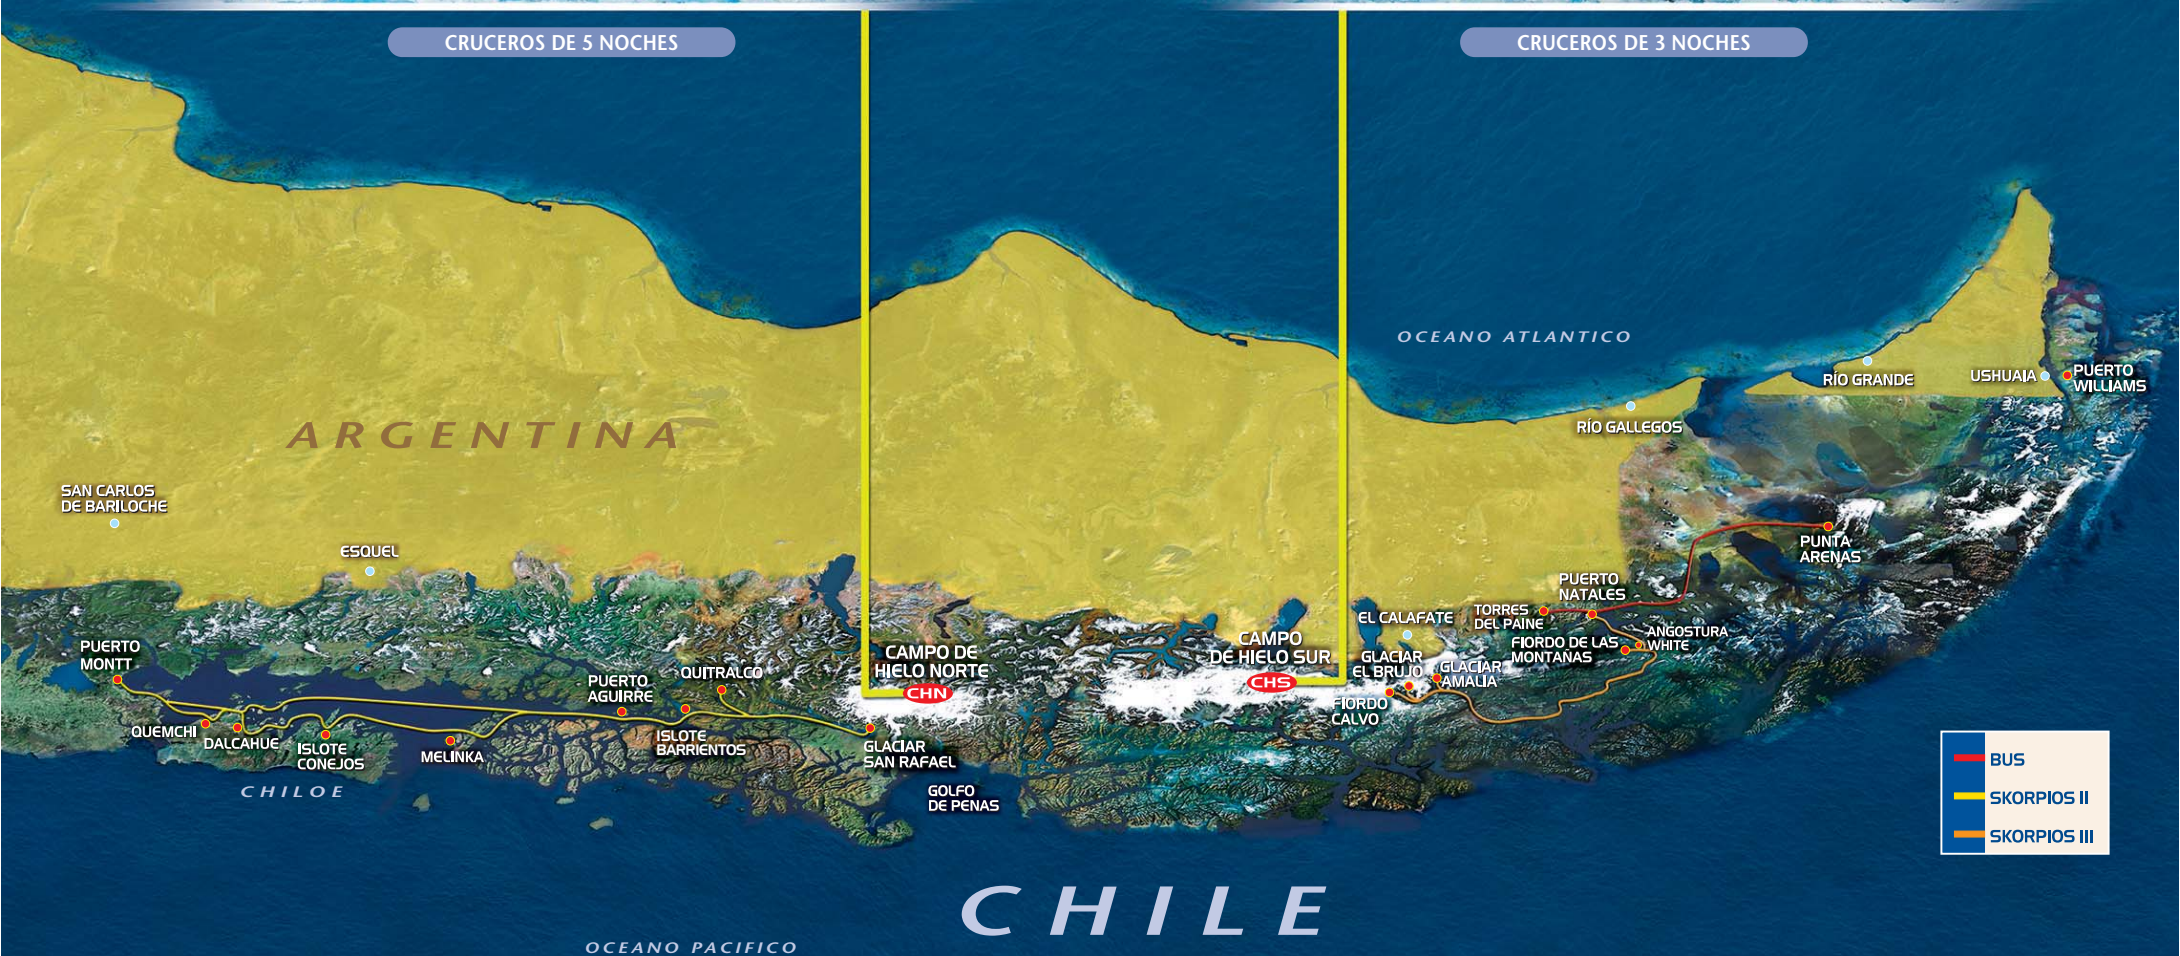 CRUCEROS DE 5 NOCHES
CRUCEROS DE 3 NOCHES
OCEANO ATLANTICO
RÍO GRANDE
USHUAIA
PUERTO
WILLIAMS
RÍO GALLEGOS
ARGENTINA
SAN CARLOS
DE BARILOCHE
ESQUEL
PUNTA
ARENAS
PUERTO
NATALES
TORRES
DEL PAINE
EL CALAFATE
ANGOSTURA
WHITE
FIORDO DE LAS
MONTAÑAS
CAMPO
DE HIELO SUR
CHS
GLACIAR
EL BRUJO
GLACIAR
AMALIA
FIORDO
CALVO
CAMPO DE
HIELO NORTE
CHN
PUERTO
MONTT
QUITRALCO
PUERTO
AGUIRRE
QUEMCHI
DALCAHUE
ISLOTE
CONEJOS
MELINKA
ISLOTE
BARRIENTOS
GLACIAR
SAN RAFAEL
GOLFO
DE PENAS
CHILOE
BUS
SKORPIOS II
SKORPIOS III
CHILE
OCEANO PACIFICO